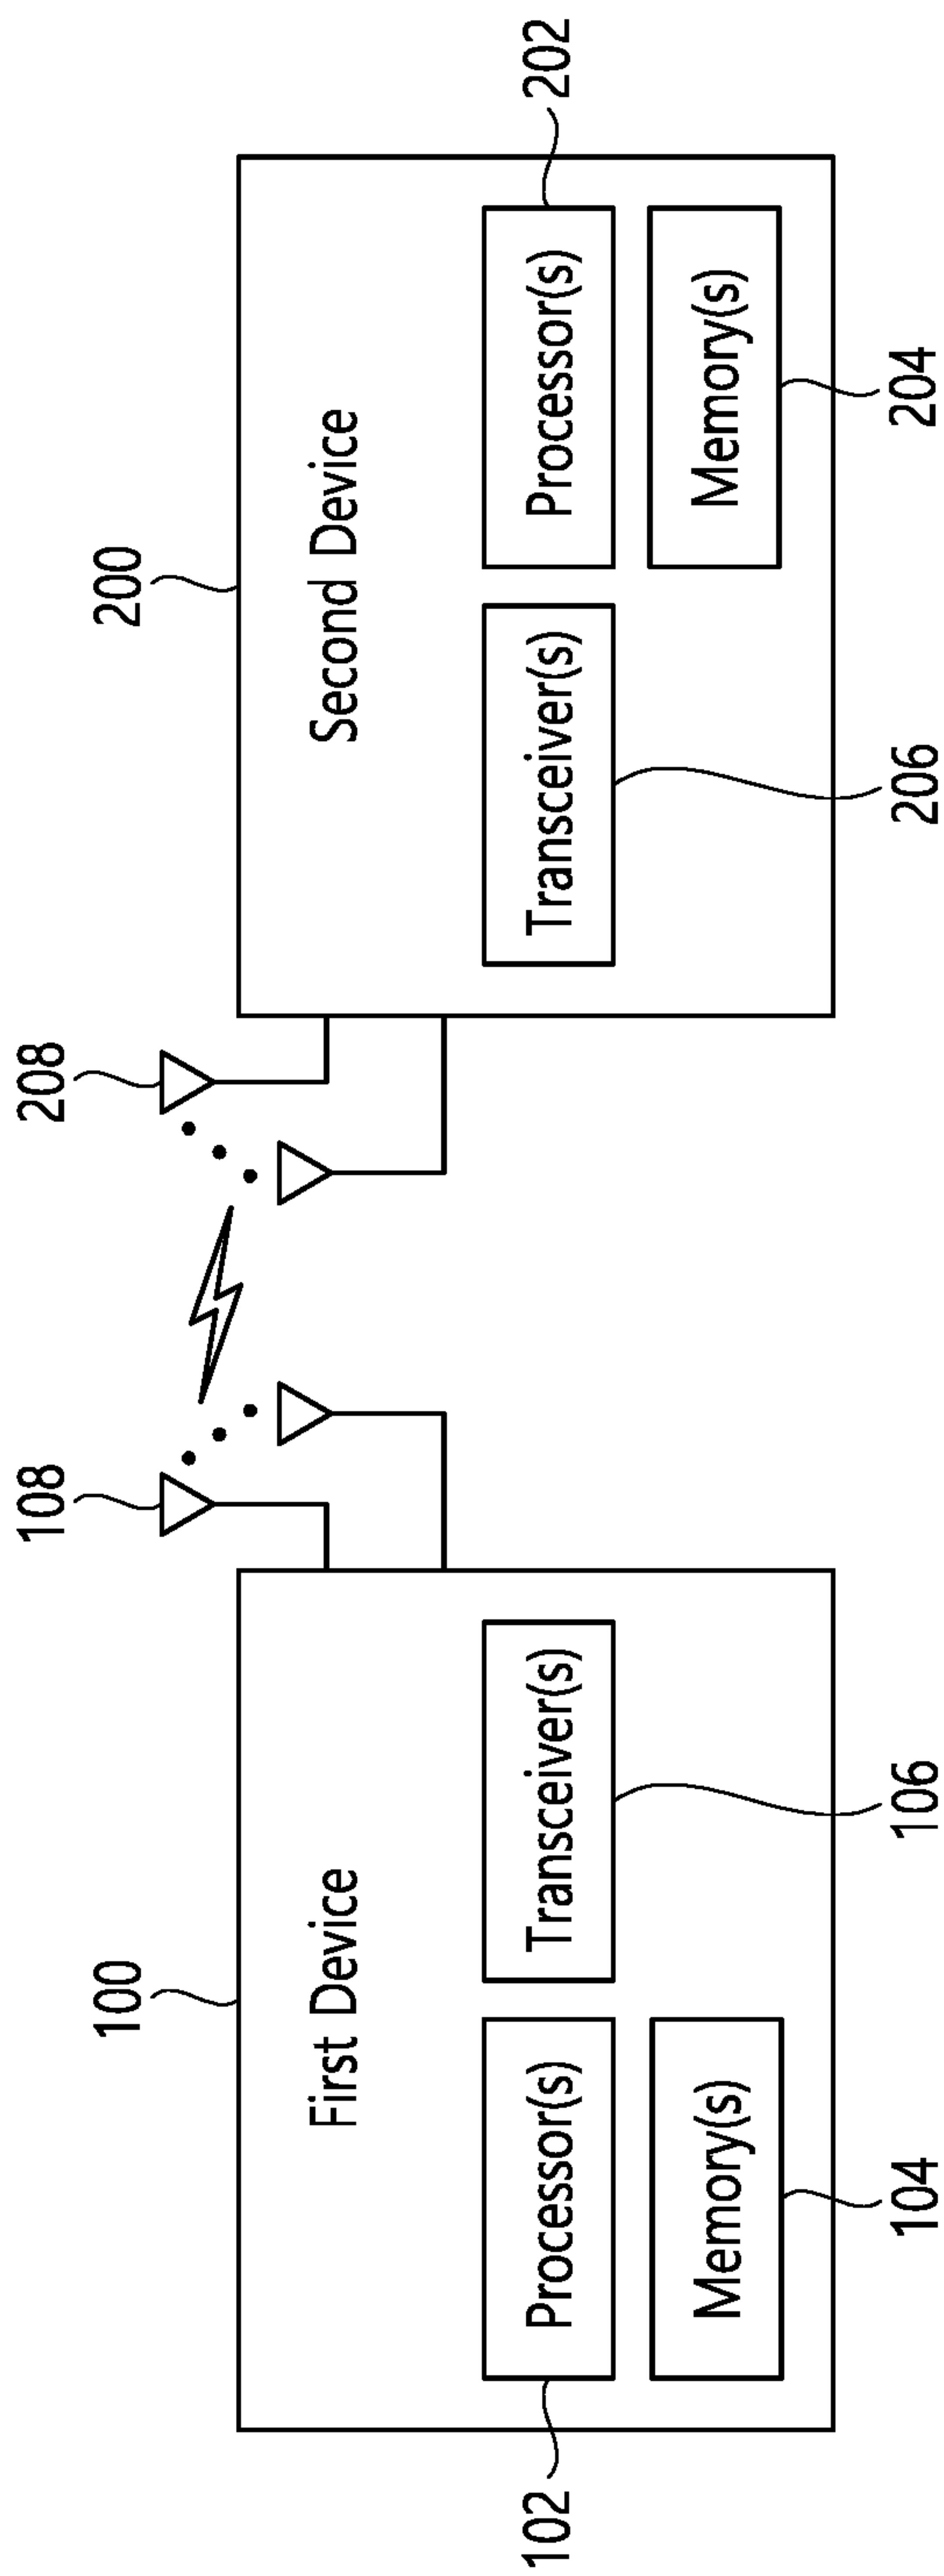 100
108
208
200
First Device
Second Device
102
Processor(s)
Transceiver(s)
Transceiver(s)
Processor(s)
202
Memory(s)
Memory(s)
104
106
206
204